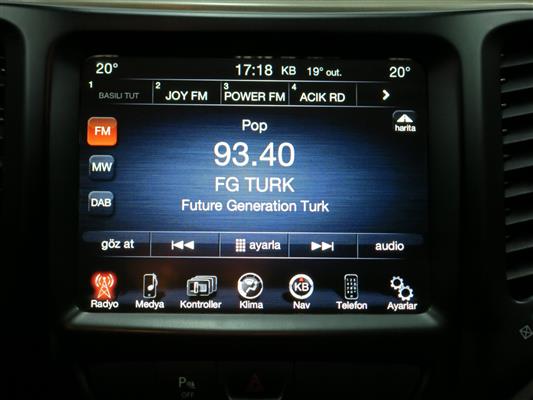 20° 17:18 KB 19° out. 20°
1 BASILI TUT 2 JOY FM 3 POWER FM 4 ACIK RD
FM
Pop
harita
93.40
MW
FG TURK
DAB
Future Generation Turk
göz at ayarla audio
KB
Radyo Medya Kontroller Klima Nav Telefon Ayarlar
P
OFF